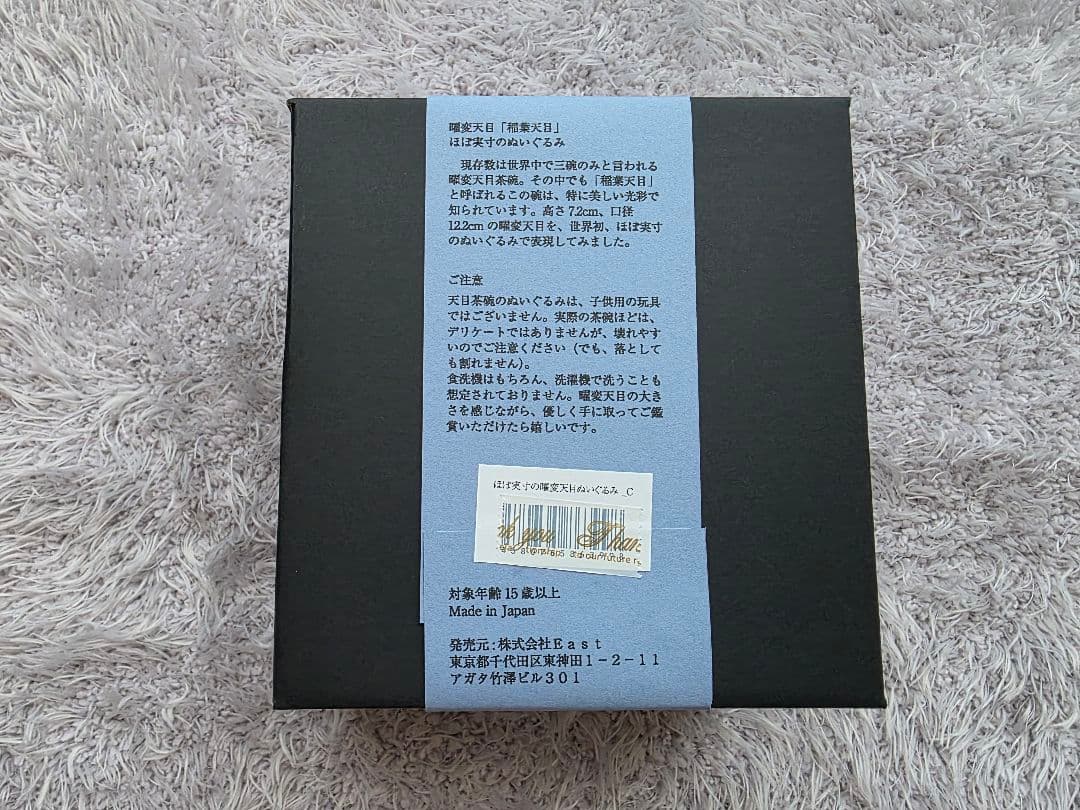 曜変天目「稲葉天目」
ほぼ実寸のぬいぐるみ
現存数は世界中で三碗のみと言われる
曜変天目茶碗。その中でも「稲葉天目」
と呼ばれるこの碗は、特に美しい光彩で
知られています。高さ 7.2cm、口径
12.2cm の曜変天目を、世界初、ほぼ実寸
のぬいぐるみで表現してみました。
ご注意
天目茶碗のぬいぐるみは、子供用の玩具
ではございません。実際の茶碗ほどは、
デリケートではありませんが、壊れやす
いのでご注意ください（でも、落として
も割れません）。
食洗機はもちろん、洗濯機で洗うことも
想定されておりません。曜変天目の大き
さを感じながら、優しく手に取ってご鑑
賞いただけたら嬉しいです。
ほぼ実寸の曜変天目ぬいぐるみ_C
you Than
対象年齢 15 歳以上
Made in Japan
発売元：株式会社Ｅａｓｔ
東京都千代田区東神田１－２－１１
アガタ竹澤ビル３０１